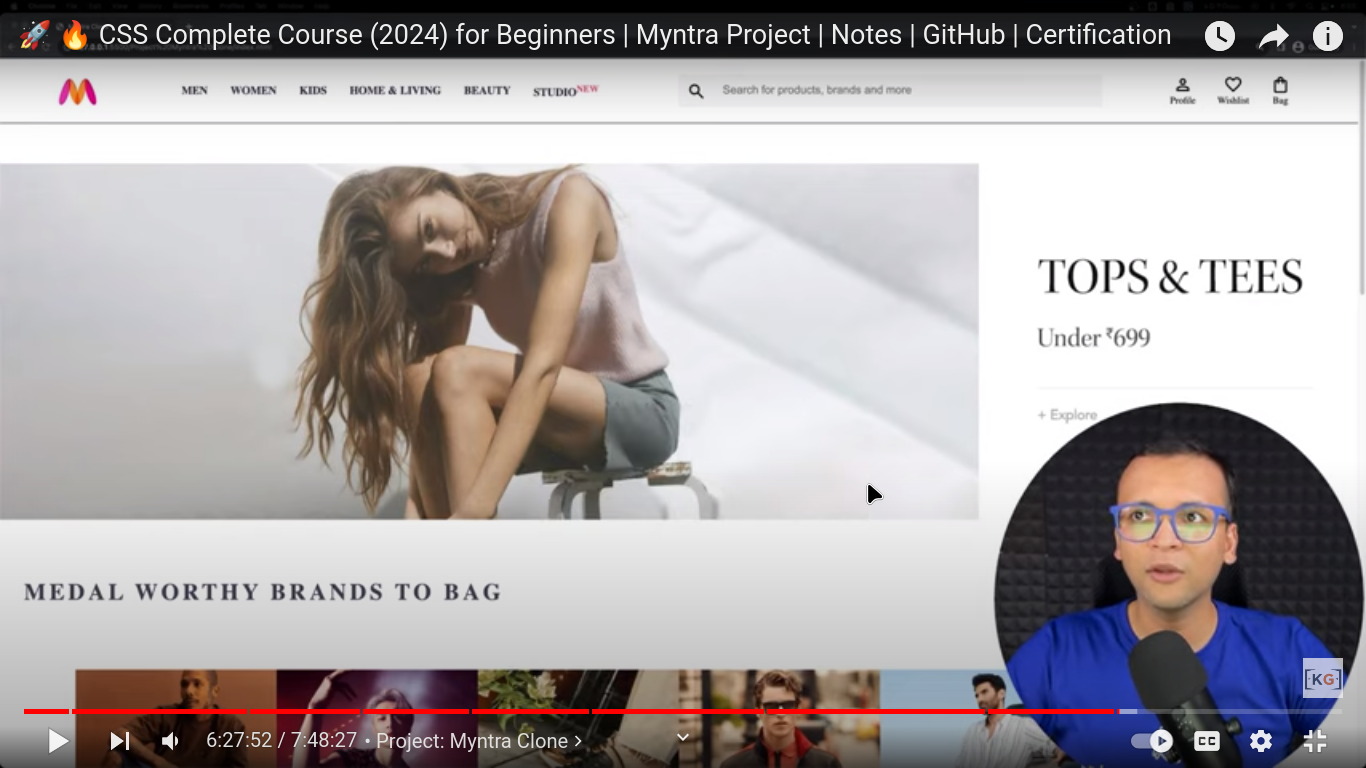 🚀 🔥 CSS Complete Course (2024) for Beginners | Myntra Project | Notes | GitHub | Certification
MEN WOMEN KIDS HOME & LIVING BEAUTY STUDIO NEW
Search for products, brands and more
Profile Wishlist Bag
TOPS & TEES
Under ₹699
+ Explore
MEDAL WORTHY BRANDS TO BAG
[KG]
6:27:52 / 7:48:27 • Project: Myntra Clone >
CC